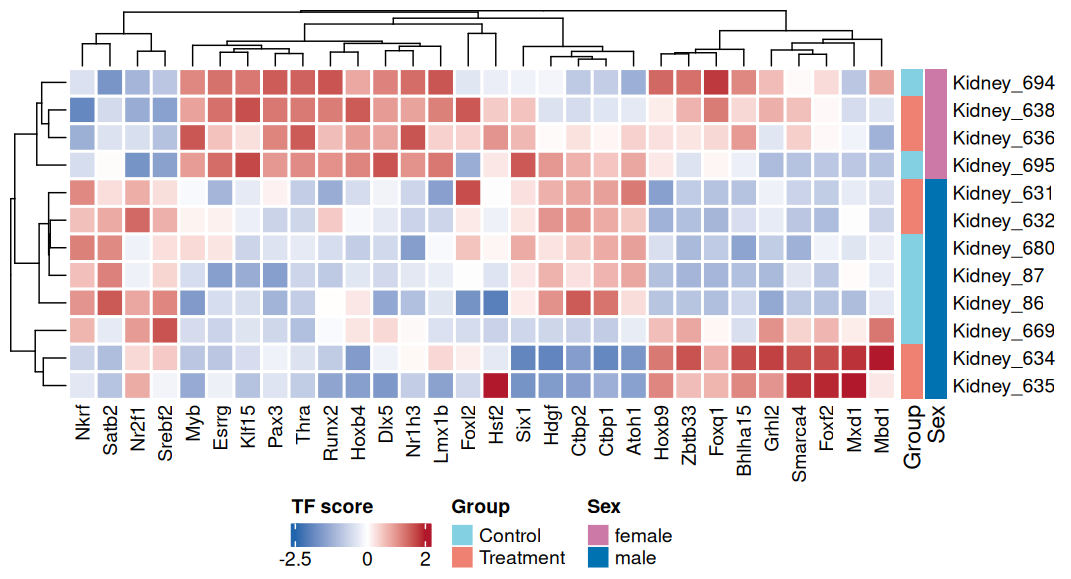 Kidney_694
Kidney_638
Kidney_636
Kidney_695
Kidney_631
Kidney_632
Kidney_680
Kidney_87
Kidney_86
Kidney_669
Kidney_634
Kidney_635
Nkrf
Satb2
Nr2f1
Srebf2
Myb
Esrrg
Klf15
Pax3
Thra
Runx2
Hoxb4
Dlx5
Nr1h3
Lmx1b
Foxl2
Hsf2
Six1
Hdgf
Ctbp2
Ctbp1
Atoh1
Hoxb9
Zbtb33
Foxq1
Bhlha15
Grhl2
Smarca4
Foxf2
Mxd1
Mbd1
Group
Sex
TF score
-2.5 0 2
Group
Control
Treatment
Sex
female
male